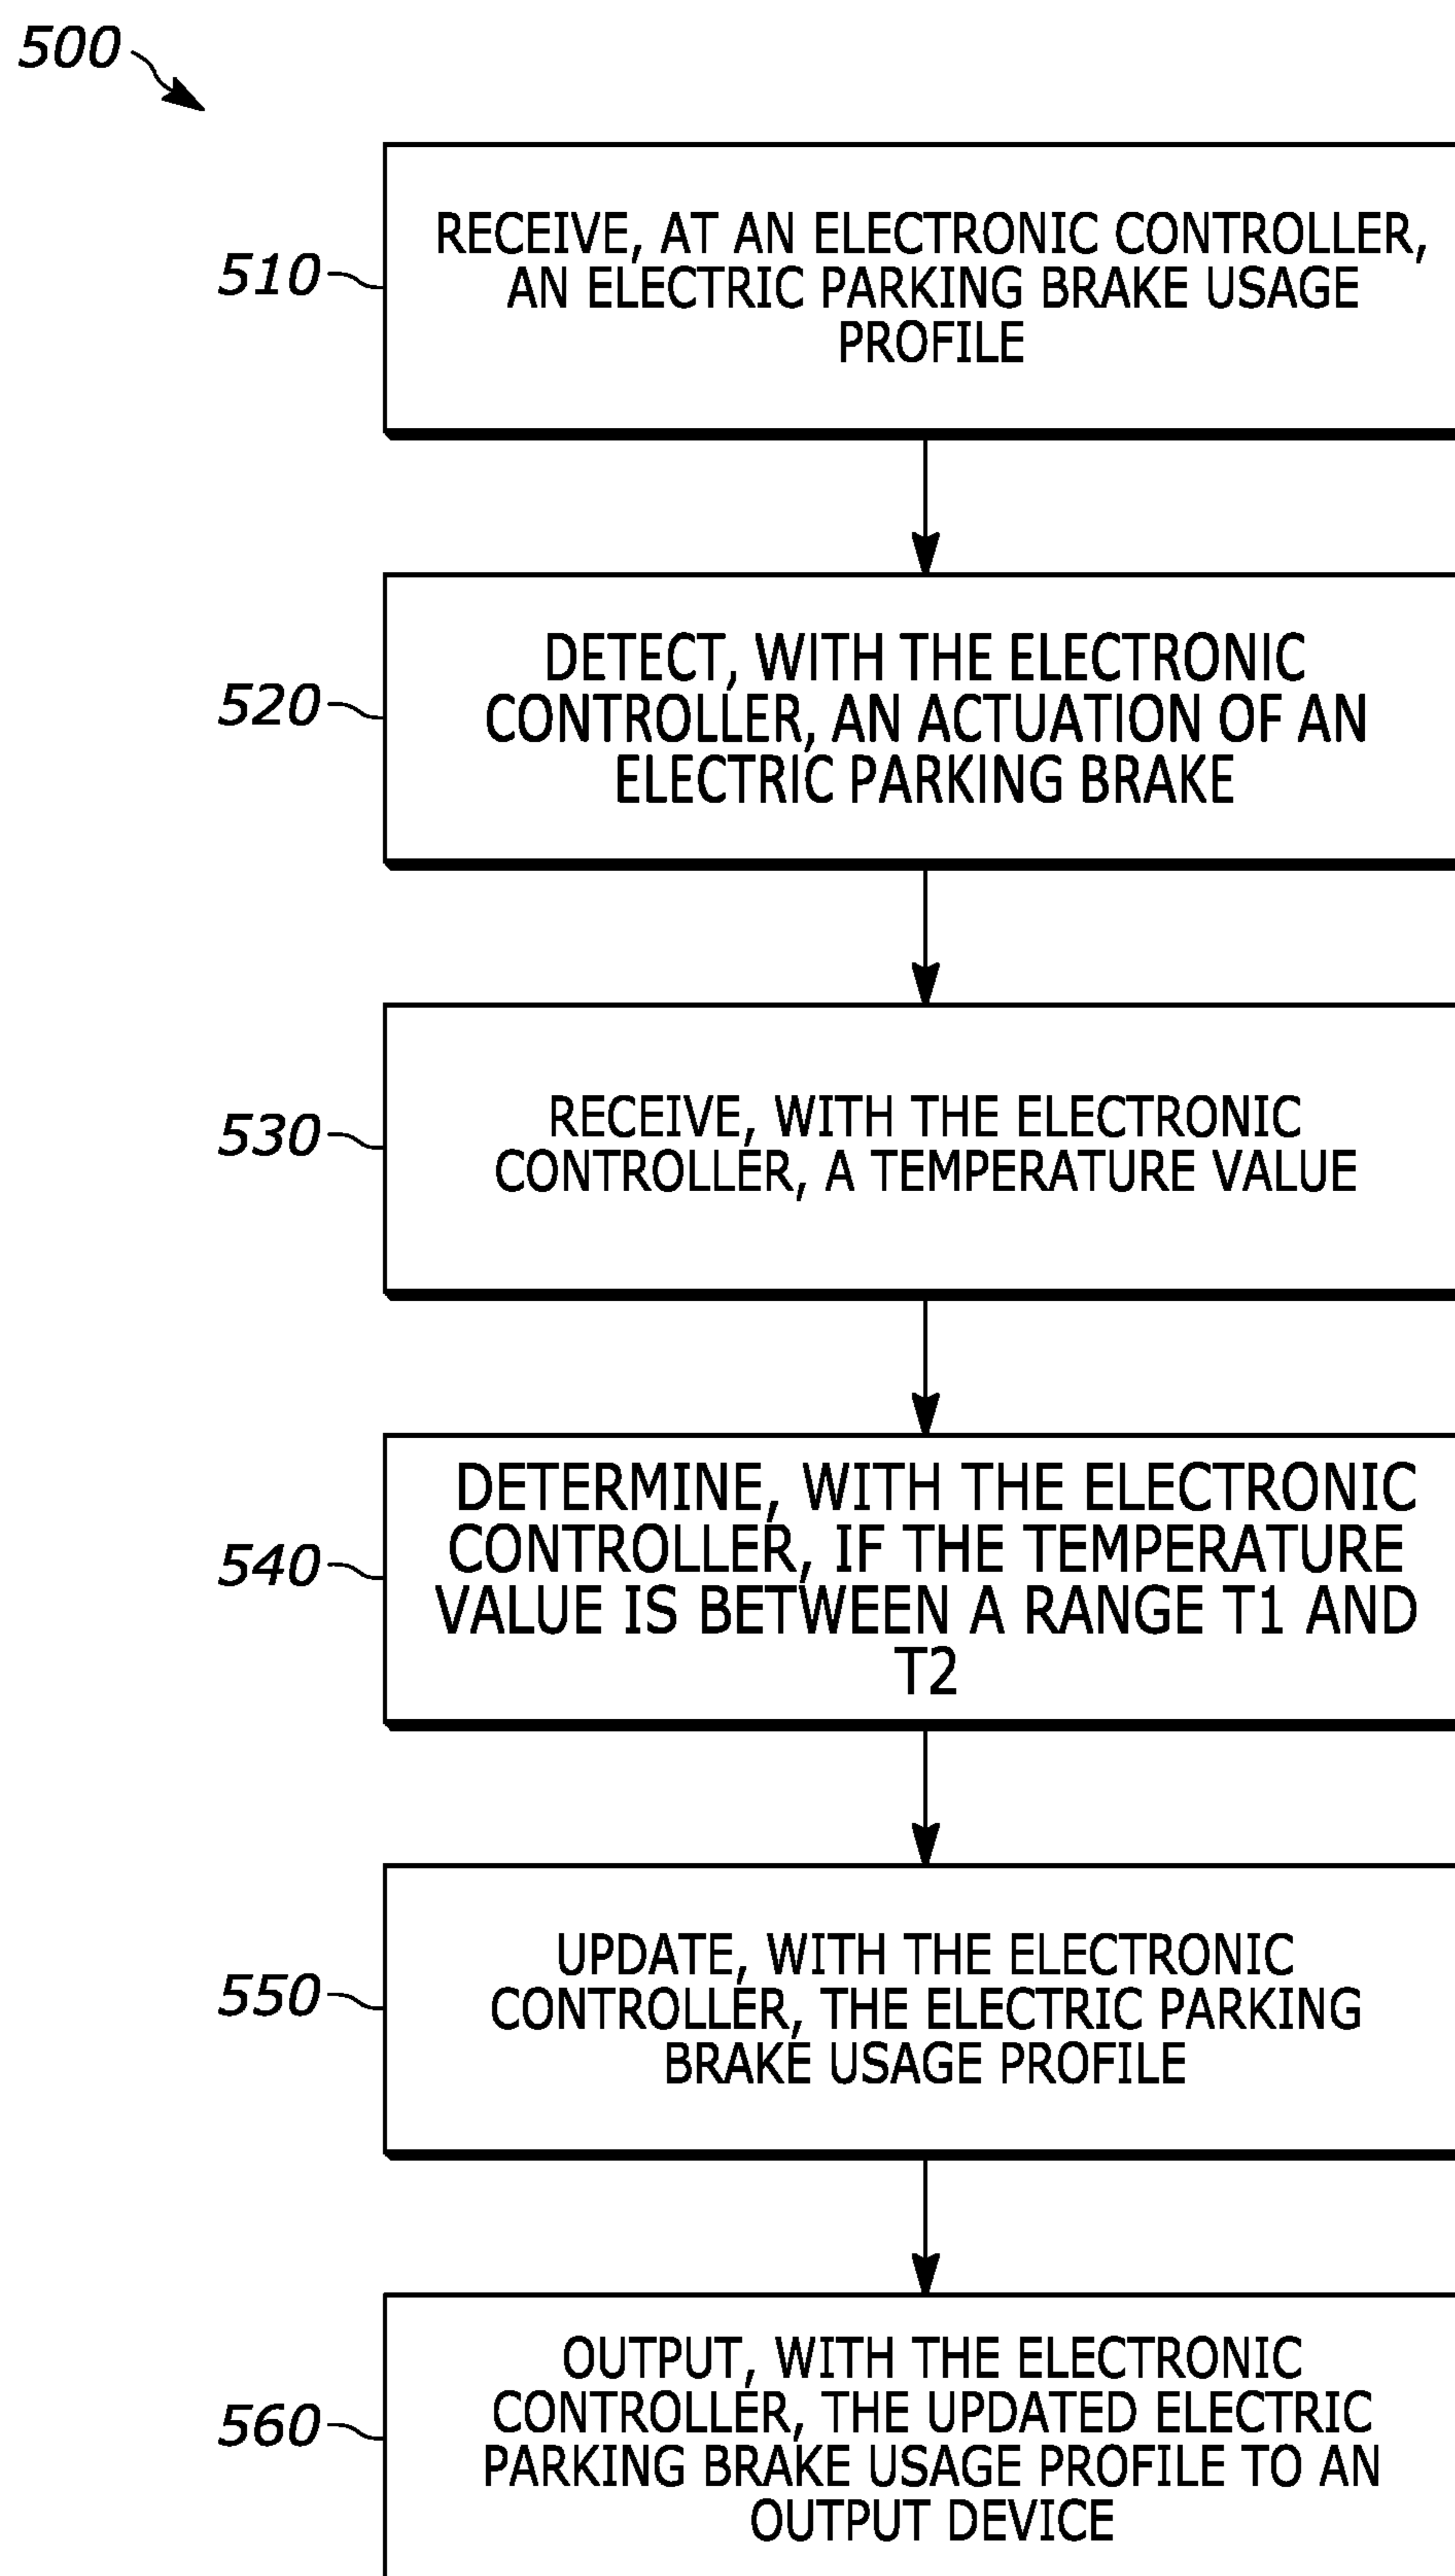 500
510
RECEIVE, AT AN ELECTRONIC CONTROLLER,
AN ELECTRIC PARKING BRAKE USAGE
PROFILE
520
DETECT, WITH THE ELECTRONIC
CONTROLLER, AN ACTUATION OF AN
ELECTRIC PARKING BRAKE
530
RECEIVE, WITH THE ELECTRONIC
CONTROLLER, A TEMPERATURE VALUE
540
DETERMINE, WITH THE ELECTRONIC
CONTROLLER, IF THE TEMPERATURE
VALUE IS BETWEEN A RANGE T1 AND
T2
550
UPDATE, WITH THE ELECTRONIC
CONTROLLER, THE ELECTRIC PARKING
BRAKE USAGE PROFILE
560
OUTPUT, WITH THE ELECTRONIC
CONTROLLER, THE UPDATED ELECTRIC
PARKING BRAKE USAGE PROFILE TO AN
OUTPUT DEVICE